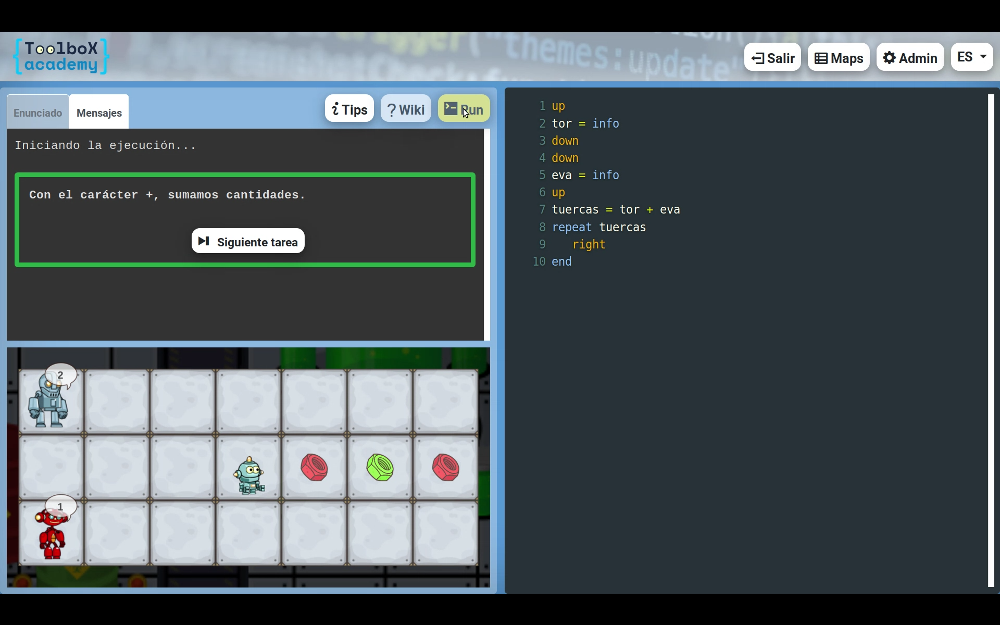 ToolboX
academy
Salir
Maps
Admin
ES
Enunciado
Mensajes
Tips
Wiki
Run
"themes:update"
Iniciando la ejecución...
Con el carácter +, sumamos cantidades.
Siguiente tarea
2
1
1 up
2 tor = info
3 down
4 down
5 eva = info
6 up
7 tuercas = tor + eva
8 repeat tuercas
9 right
10 end